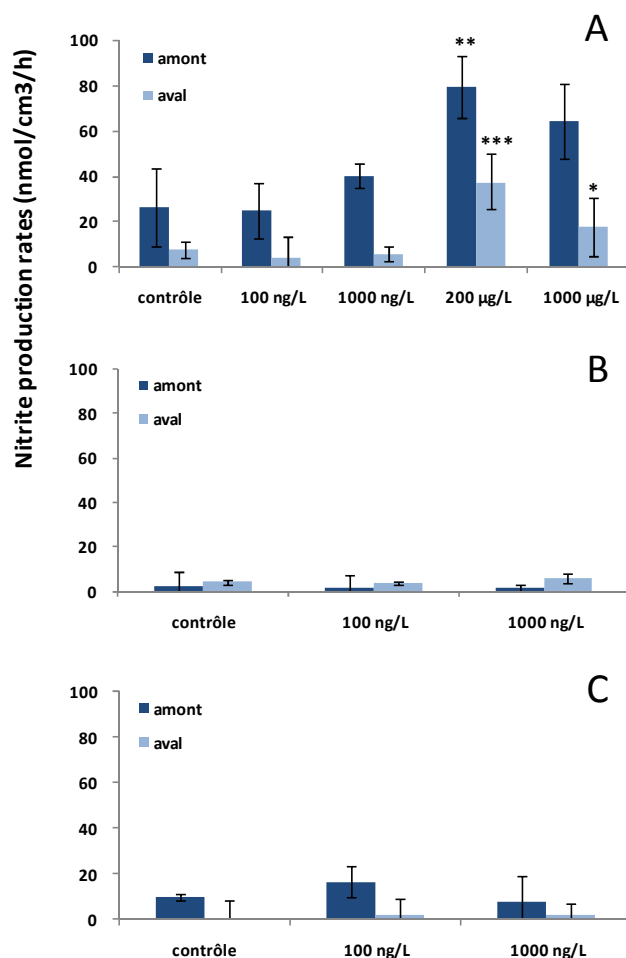 Nitrite production rates (nmol/cm3/h)
A
100
80
60
40
20
0
amont
aval
**
***
*
contrôle 100 ng/L 1000 ng/L 200 µg/L 1000 µg/L
B
100
80
60
40
20
0
amont
aval
contrôle 100 ng/L 1000 ng/L
C
100
80
60
40
20
0
amont
aval
contrôle 100 ng/L 1000 ng/L